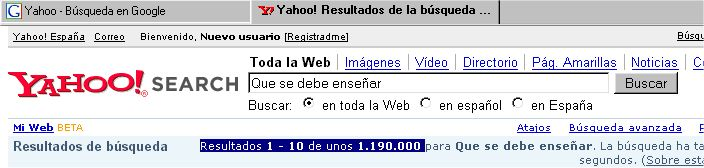 Yahoo - Búsqueda en Google    Yahoo! Resultados de la búsqueda ...
Yahoo! España   Correo   Bienvenido, Nuevo usuario [Registradme]   Búsqu
Toda la Web | Imágenes | Vídeo | Directorio | Pág. Amarillas | Noticias |
YAHOO! SEARCH   Que se debe enseñar   Buscar
Buscar: en toda la Web   en español   en España
Mi Web BETA   Atajos   Búsqueda avanzada
Resultados de búsqueda   Resultados 1 - 10 de unos 1.190.000 para Que se debe enseñar. La búsqueda ha ta
segundos. (Sobre est